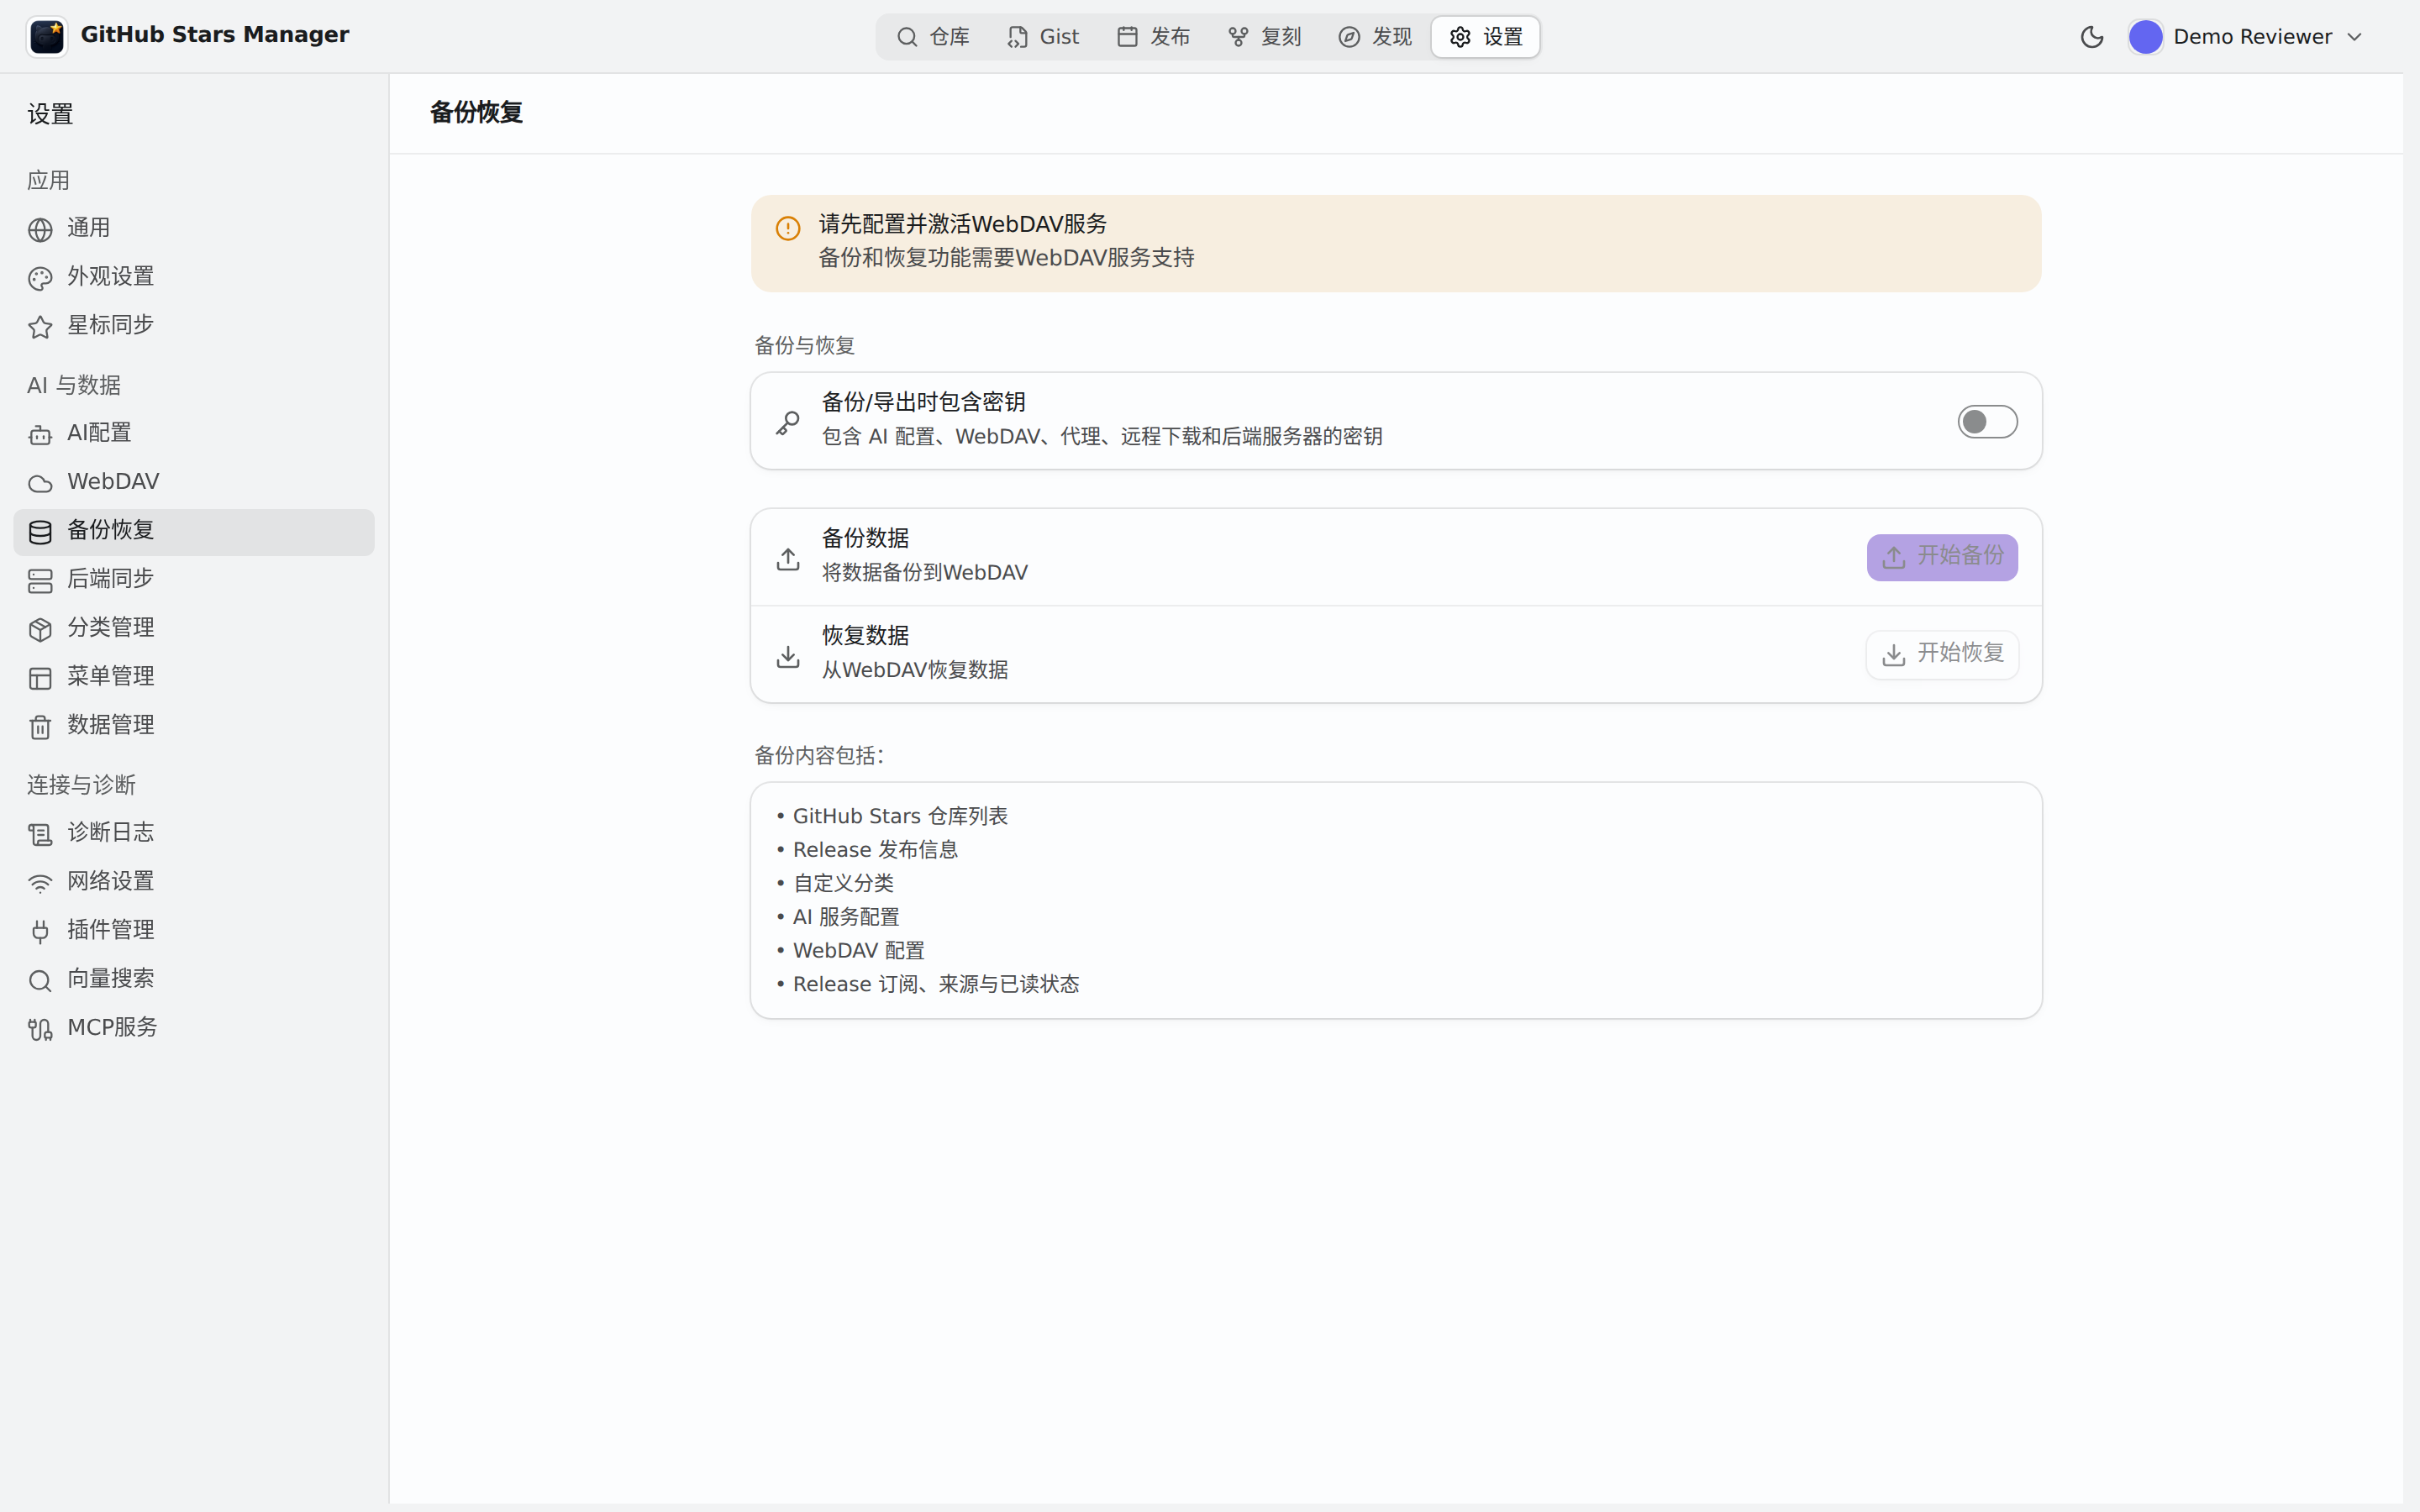 GitHub Stars Manager
仓库
Gist
发布
复刻
发现
设置
Demo Reviewer
设置
应用
通用
外观设置
星标同步
AI 与数据
AI配置
WebDAV
备份恢复
后端同步
分类管理
菜单管理
数据管理
连接与诊断
诊断日志
网络设置
插件管理
向量搜索
MCP服务
备份恢复
请先配置并激活WebDAV服务
备份和恢复功能需要WebDAV服务支持
备份与恢复
备份/导出时包含密钥
包含 AI 配置、WebDAV、代理、远程下载和后端服务器的密钥
备份数据
将数据备份到WebDAV
开始备份
恢复数据
从WebDAV恢复数据
开始恢复
备份内容包括：
• GitHub Stars 仓库列表
• Release 发布信息
• 自定义分类
• AI 服务配置
• WebDAV 配置
• Release 订阅、来源与已读状态